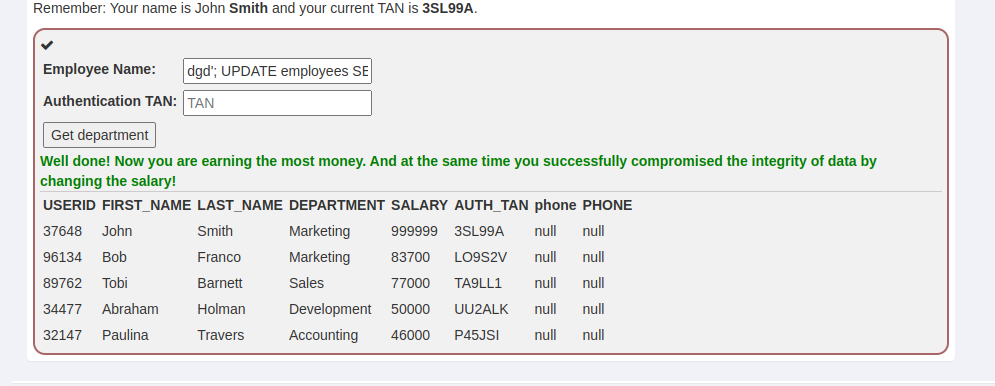 Remember: Your name is John Smith and your current TAN is 3SL99A.
Employee Name: dgd'; UPDATE employees SE
Authentication TAN: TAN
Get department
Well done! Now you are earning the most money. And at the same time you successfully compromised the integrity of data by
changing the salary!
USERID FIRST_NAME LAST_NAME DEPARTMENT SALARY AUTH_TAN phone PHONE
37648 John Smith Marketing 999999 3SL99A null null
96134 Bob Franco Marketing 83700 LO9S2V null null
89762 Tobi Barnett Sales 77000 TA9LL1 null null
34477 Abraham Holman Development 50000 UU2ALK null null
32147 Paulina Travers Accounting 46000 P45JSI null null